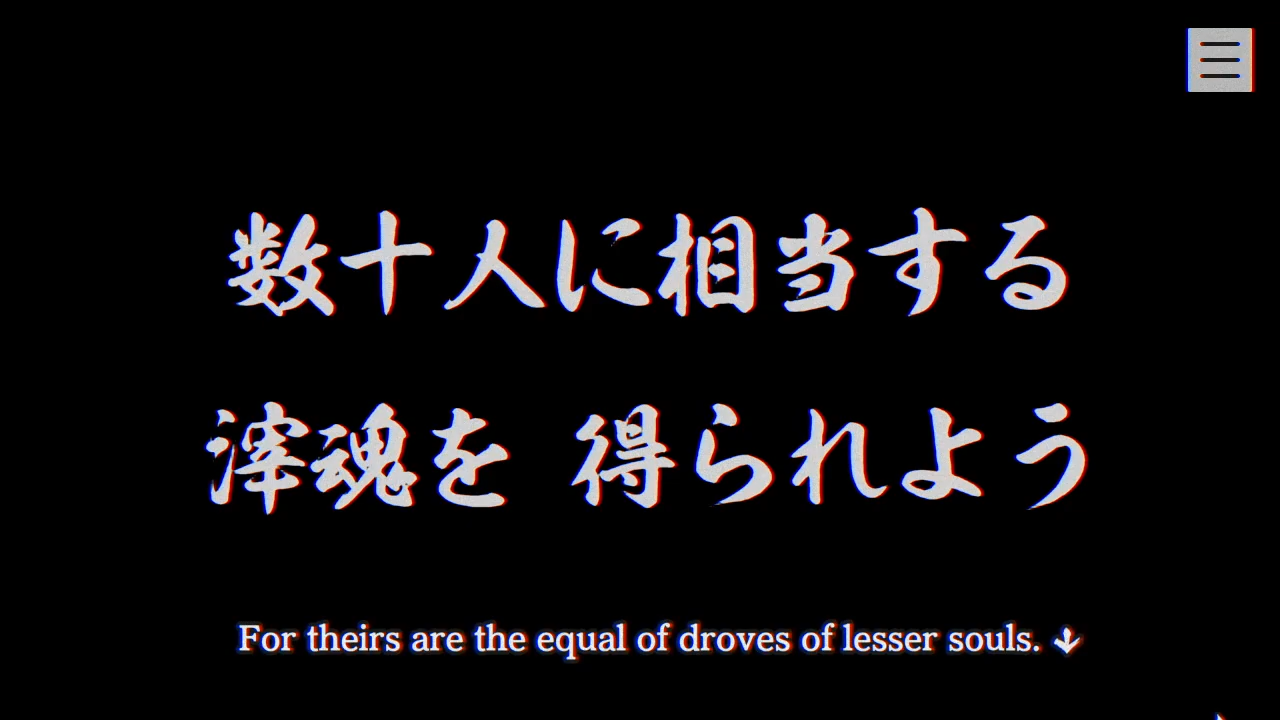 数十人に相当する
滓魂を 得られよう
For theirs are the equal of droves of lesser souls.